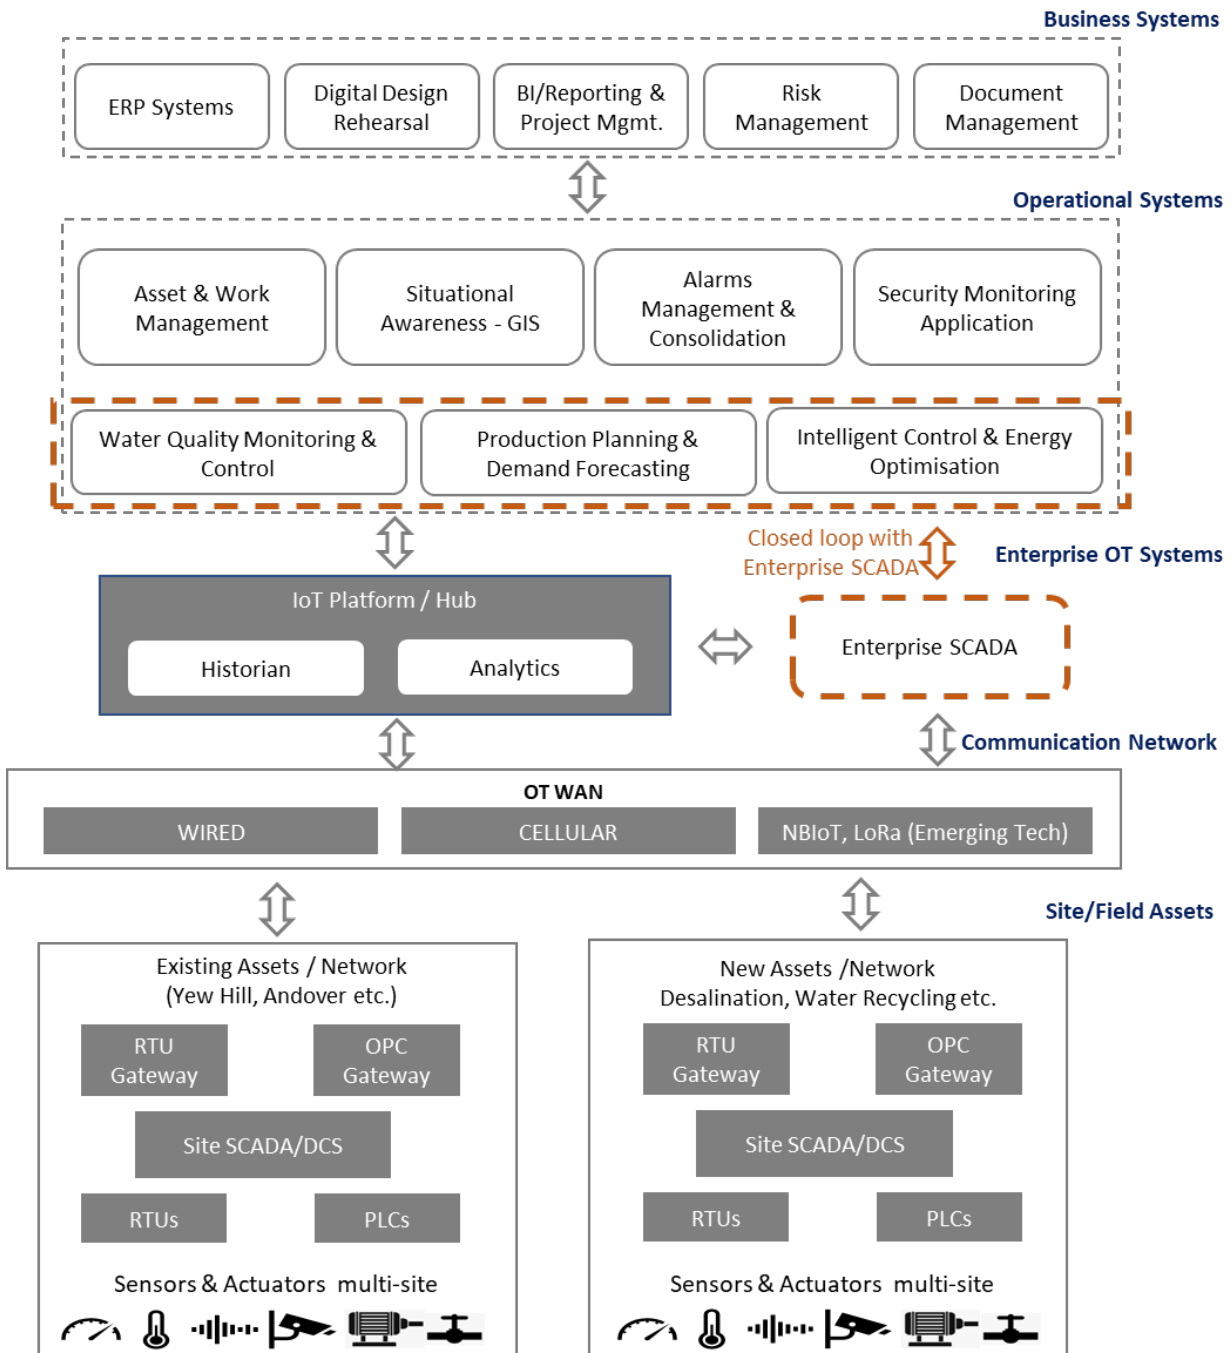 Business Systems
ERP Systems
Digital Design
Rehearsal
BI/Reporting &
Project Mgmt.
Risk
Management
Document
Management
Operational Systems
Asset & Work
Management
Situational
Awareness - GIS
Alarms
Management &
Consolidation
Security Monitoring
Application
Water Quality Monitoring &
Control
Production Planning &
Demand Forecasting
Intelligent Control & Energy
Optimisation
Closed loop with
Enterprise SCADA
Enterprise OT Systems
IoT Platform / Hub
Historian
Analytics
Enterprise SCADA
Communication Network
OT WAN
WIRED
CELLULAR
NBIoT, LoRa (Emerging Tech)
Site/Field Assets
Existing Assets / Network
(Yew Hill, Andover etc.)
RTU
Gateway
OPC
Gateway
Site SCADA/DCS
RTUs
PLCs
Sensors & Actuators multi-site
New Assets /Network
Desalination, Water Recycling etc.
RTU
Gateway
OPC
Gateway
Site SCADA/DCS
RTUs
PLCs
Sensors & Actuators multi-site